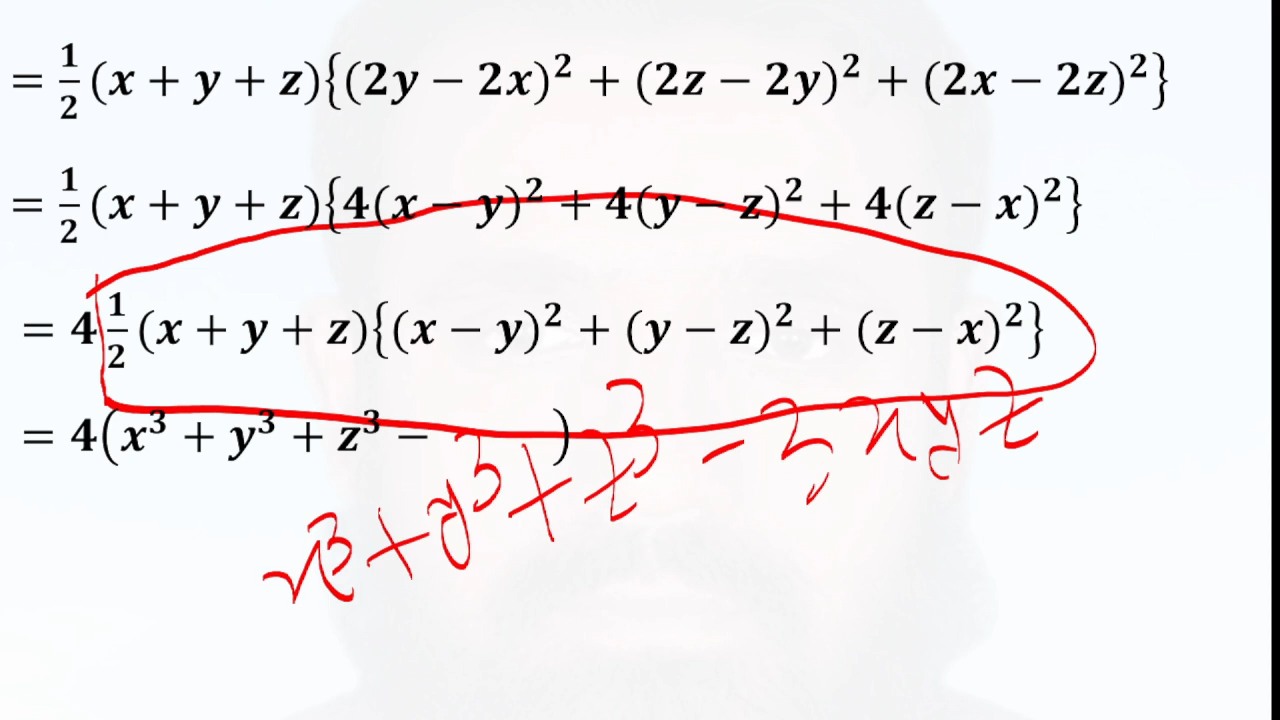 = 1/2 (x + y + z){(2y − 2x)² + (2z − 2y)² + (2x − 2z)²}
= 1/2 (x + y + z){4(x − y)² + 4(y − z)² + 4(z − x)²}
= 4 1/2 (x + y + z){(x − y)² + (y − z)² + (z − x)²}
= 4(x³ + y³ + z³ − )
x³ + y³ + z³ − 3xyz